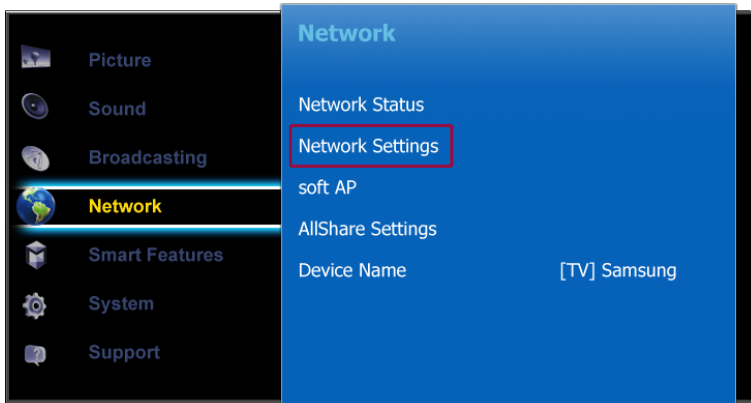 Picture
Sound
Broadcasting
Network
Smart Features
System
Support
Network
Network Status
Network Settings
soft AP
AllShare Settings
Device Name [TV] Samsung